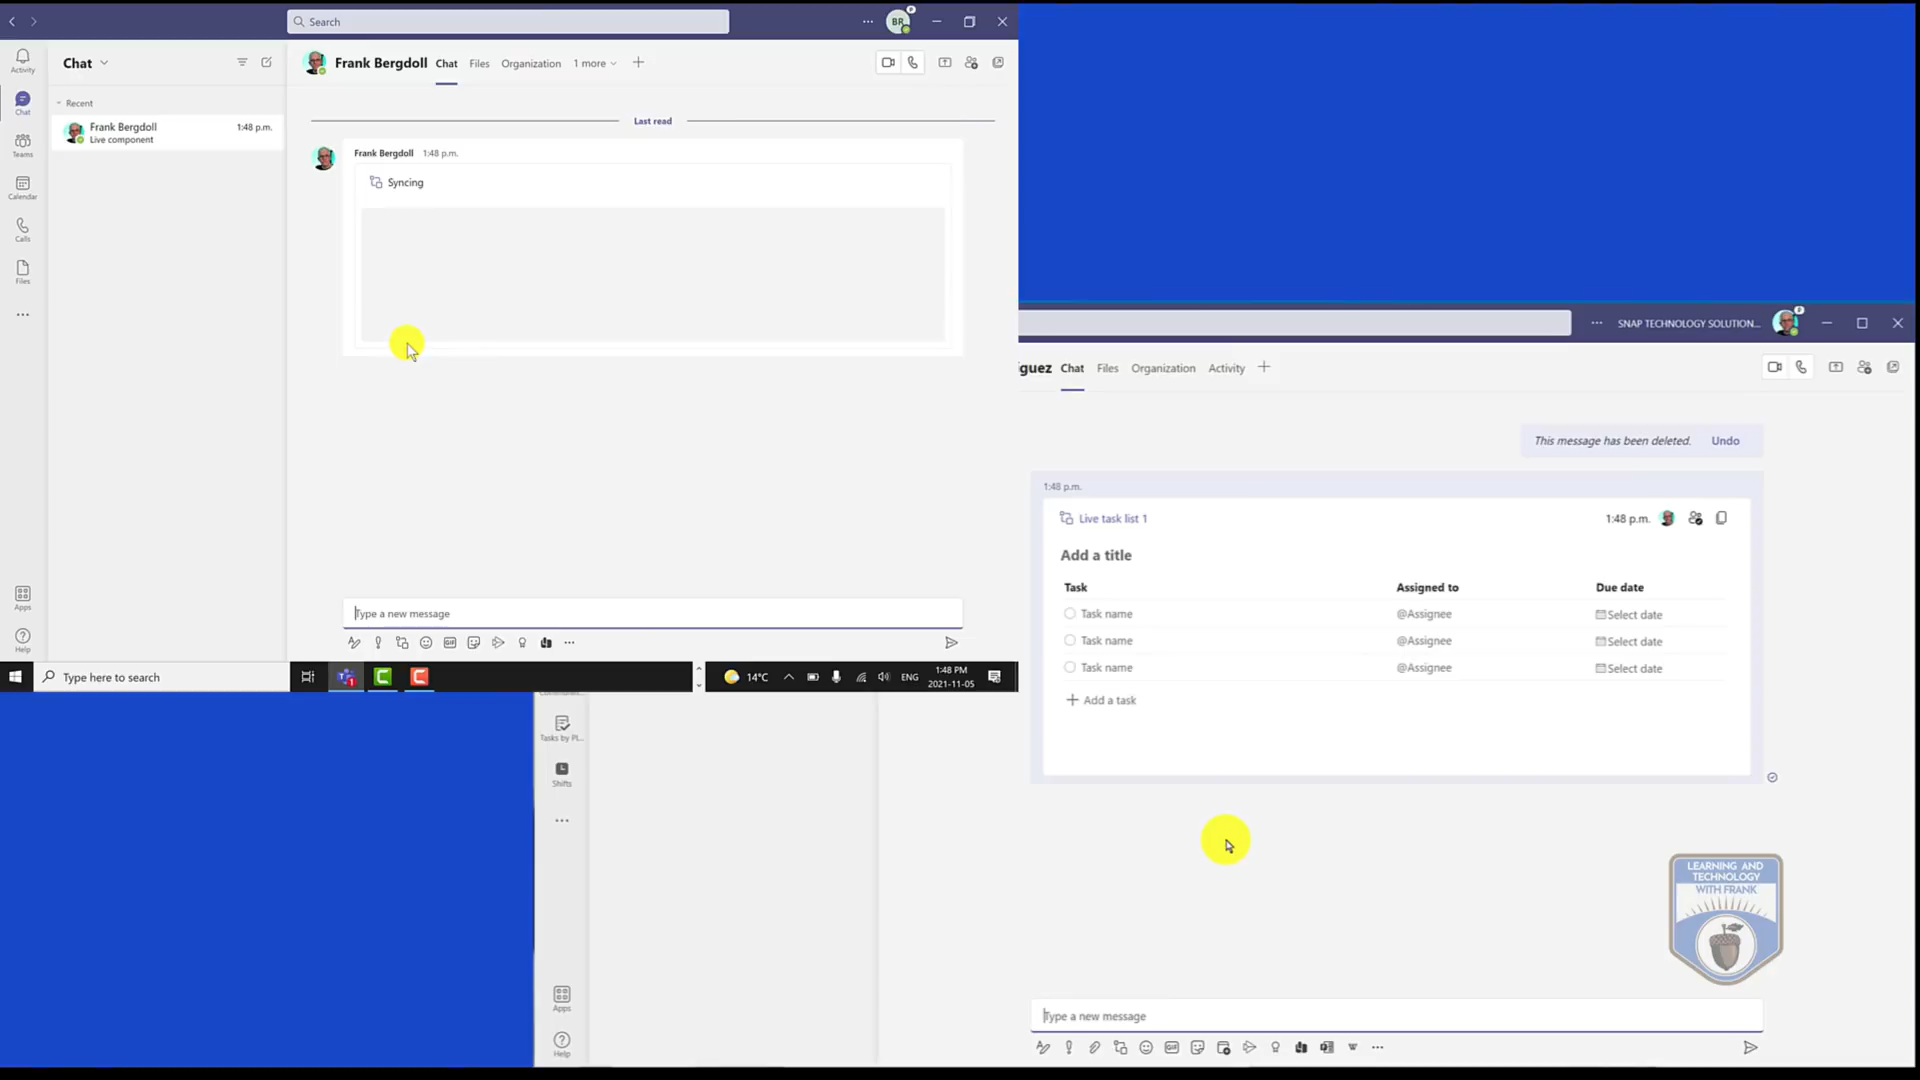 Search
BR
Activity
Chat
Teams
Calendar
Calls
Files
Apps
Help
Chat
Recent
Frank Bergdoll 1:48 p.m.
Live component
Frank Bergdoll Chat Files Organization 1 more
Last read
Frank Bergdoll 1:48 p.m.
Syncing
Type a new message
Type here to search
14°C
ENG
1:48 PM
2021-11-05
SNAP TECHNOLOGY SOLUTION...
guez Chat Files Organization Activity
This message has been deleted. Undo
1:48 p.m.
Live task list 1
1:48 p.m.
Add a title
Task Assigned to Due date
Task name @Assignee Select date
Task name @Assignee Select date
Task name @Assignee Select date
Add a task
Tasks by Pl...
Shifts
Apps
Help
LEARNING AND
TECHNOLOGY
WITH FRANK
Type a new message